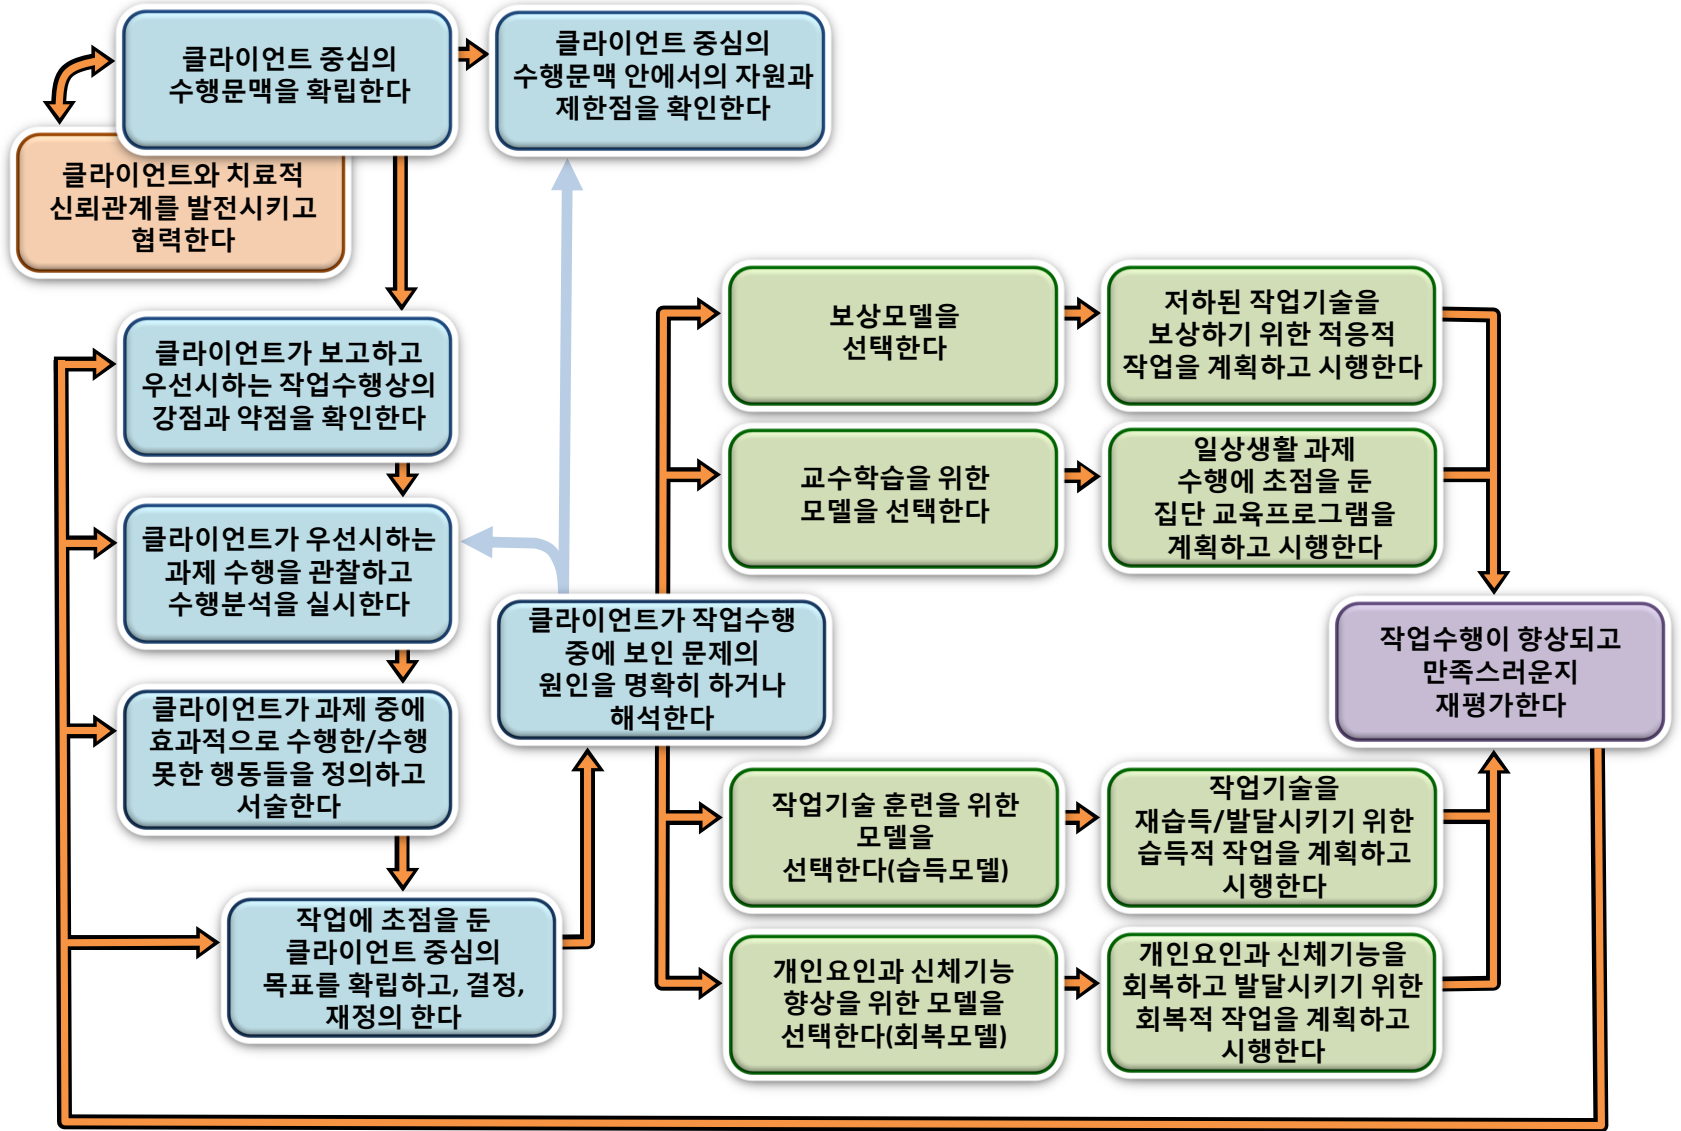 클라이언트 중심의
수행문맥을 확립한다
클라이언트 중심의
수행문맥 안에서의 자원과
제한점을 확인한다
클라이언트와 치료적
신뢰관계를 발전시키고
협력한다
클라이언트가 보고하고
우선시하는 작업수행상의
강점과 약점을 확인한다
클라이언트가 우선시하는
과제 수행을 관찰하고
수행분석을 실시한다
클라이언트가 과제 중에
효과적으로 수행한/수행
못한 행동들을 정의하고
서술한다
작업에 초점을 둔
클라이언트 중심의
목표를 확립하고, 결정,
재정의 한다
클라이언트가 작업수행
중에 보인 문제의
원인을 명확히 하거나
해석한다
보상모델을
선택한다
저하된 작업기술을
보상하기 위한 적응적
작업을 계획하고 시행한다
교수학습을 위한
모델을 선택한다
일상생활 과제
수행에 초점을 둔
집단 교육프로그램을
계획하고 시행한다
작업기술 훈련을 위한
모델을
선택한다(습득모델)
작업기술을
재습득/발달시키기 위한
습득적 작업을 계획하고
시행한다
개인요인과 신체기능
향상을 위한 모델을
선택한다(회복모델)
개인요인과 신체기능을
회복하고 발달시키기 위한
회복적 작업을 계획하고
시행한다
작업수행이 향상되고
만족스러운지
재평가한다